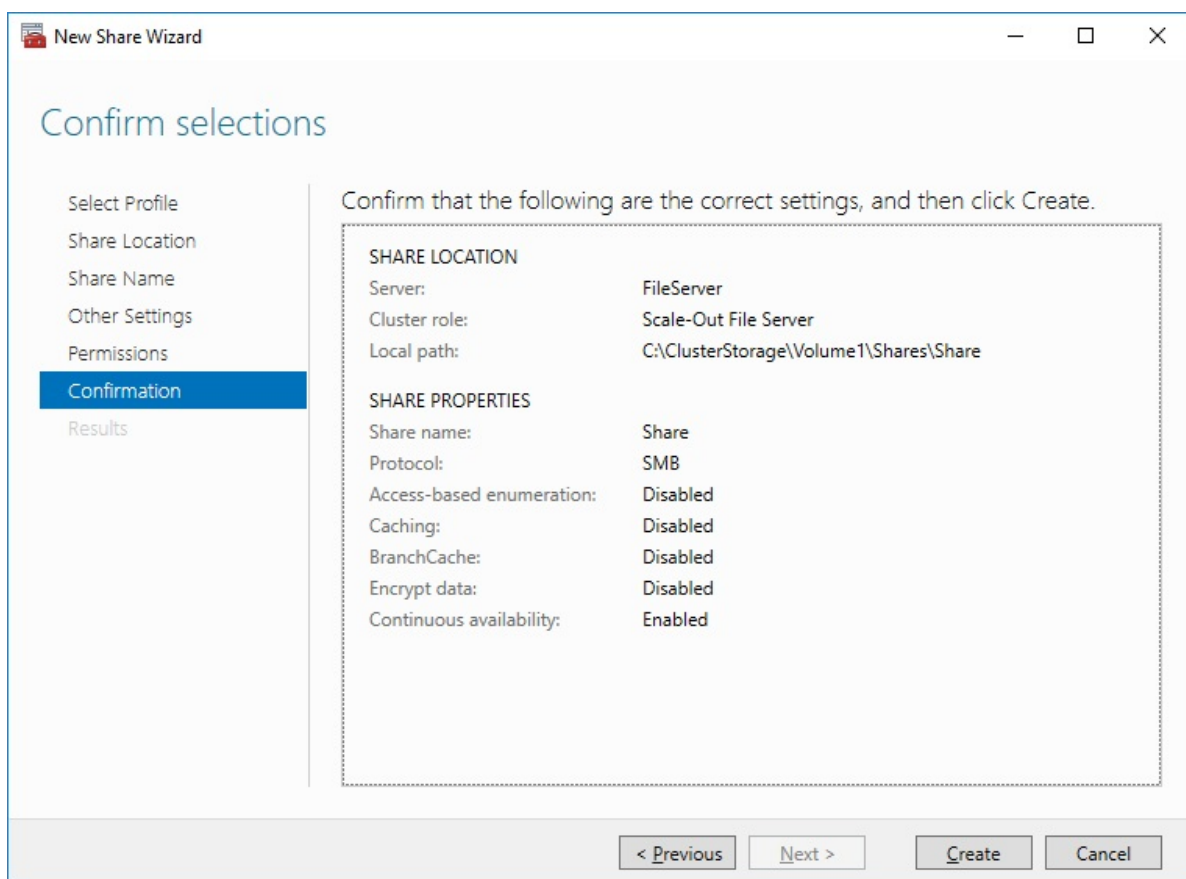 New Share Wizard
Confirm selections
Select Profile
Share Location
Share Name
Other Settings
Permissions
Confirmation
Results
Confirm that the following are the correct settings, and then click Create.
SHARE LOCATION
Server: FileServer
Cluster role: Scale-Out File Server
Local path: C:\ClusterStorage\Volume1\Shares\Share
SHARE PROPERTIES
Share name: Share
Protocol: SMB
Access-based enumeration: Disabled
Caching: Disabled
BranchCache: Disabled
Encrypt data: Disabled
Continuous availability: Enabled
< Previous Next > Create Cancel